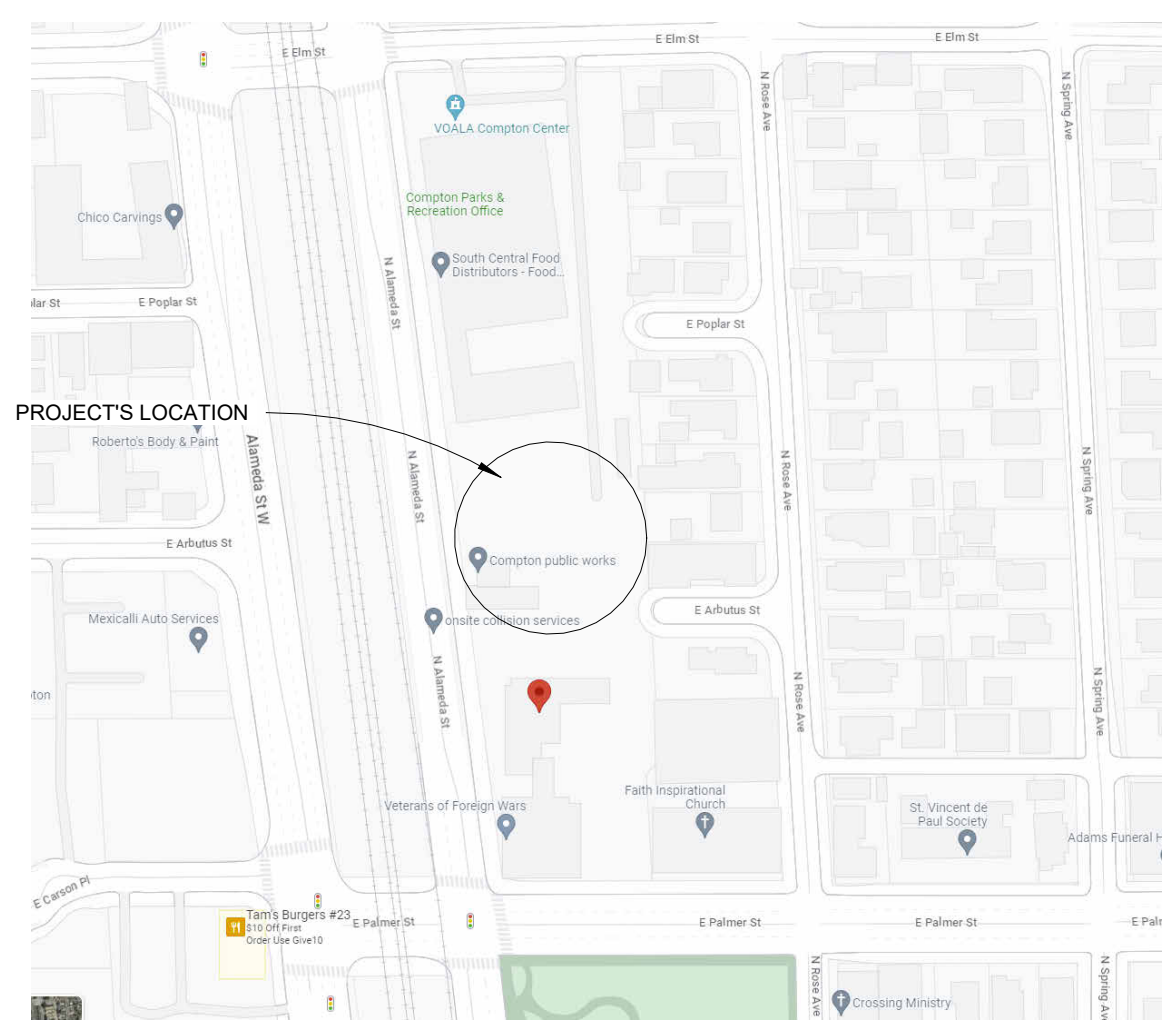 E Elm St
E Elm St
E Elm St
N Rose Ave
N Spring Ave
VOALA Compton Center
Compton Parks &
Recreation Office
Chico Carvings
South Central Food
Distributors - Food...
N Alameda St
E Poplar St
E Poplar St
PROJECT'S LOCATION
Roberto's Body & Paint
Alameda St W
N Alameda St
N Rose Ave
N Spring Ave
E Arbutus St
Compton public works
E Arbutus St
Mexicalli Auto Services
onsite collision services
N Alameda St
N Rose Ave
N Spring Ave
Faith Inspirational
Church
Veterans of Foreign Wars
St. Vincent de
Paul Society
Adams Funeral H
E Carson Pl
Tam's Burgers #23
$10 Off First
Order Use Give10
E Palmer St
E Palmer St
E Palmer St
E Palr
N Rose Ave
N Spring Av
Crossing Ministry